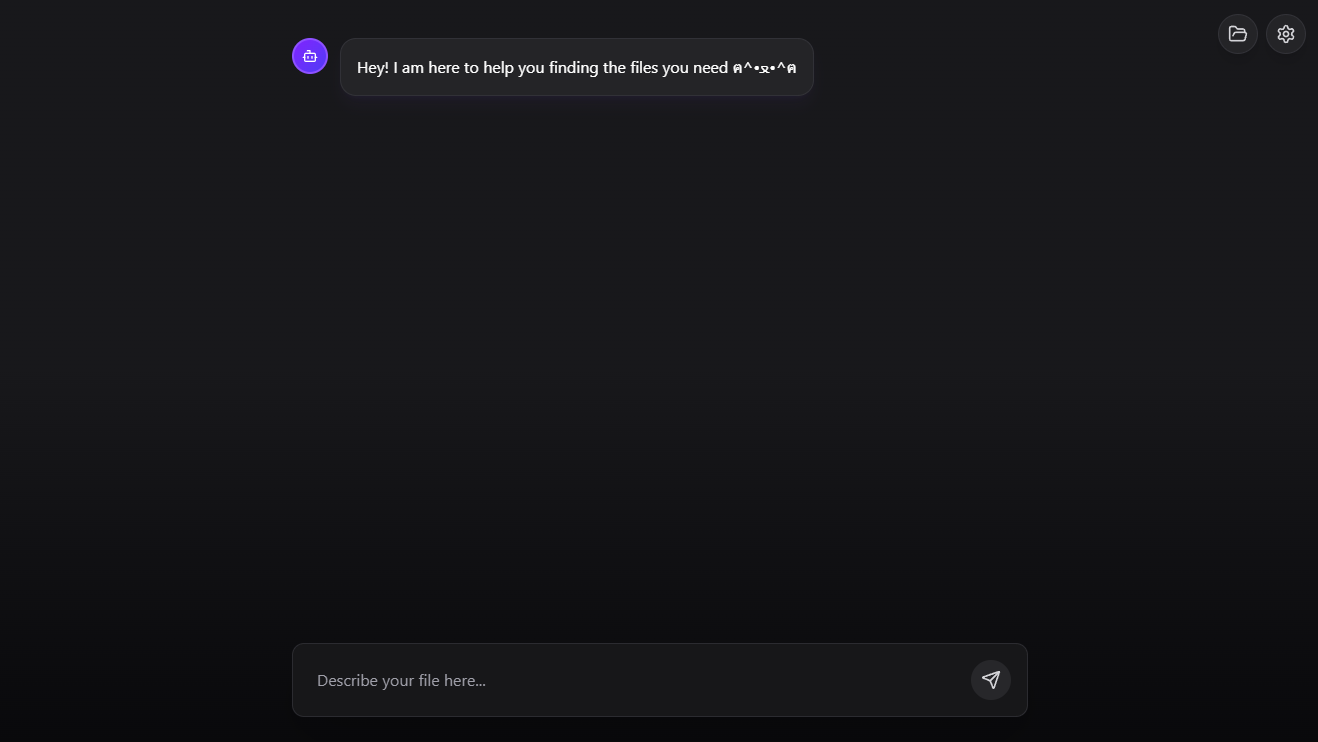 Hey! I am here to help you finding the files you need ฅ^•ﻌ•^ฅ
Describe your file here...